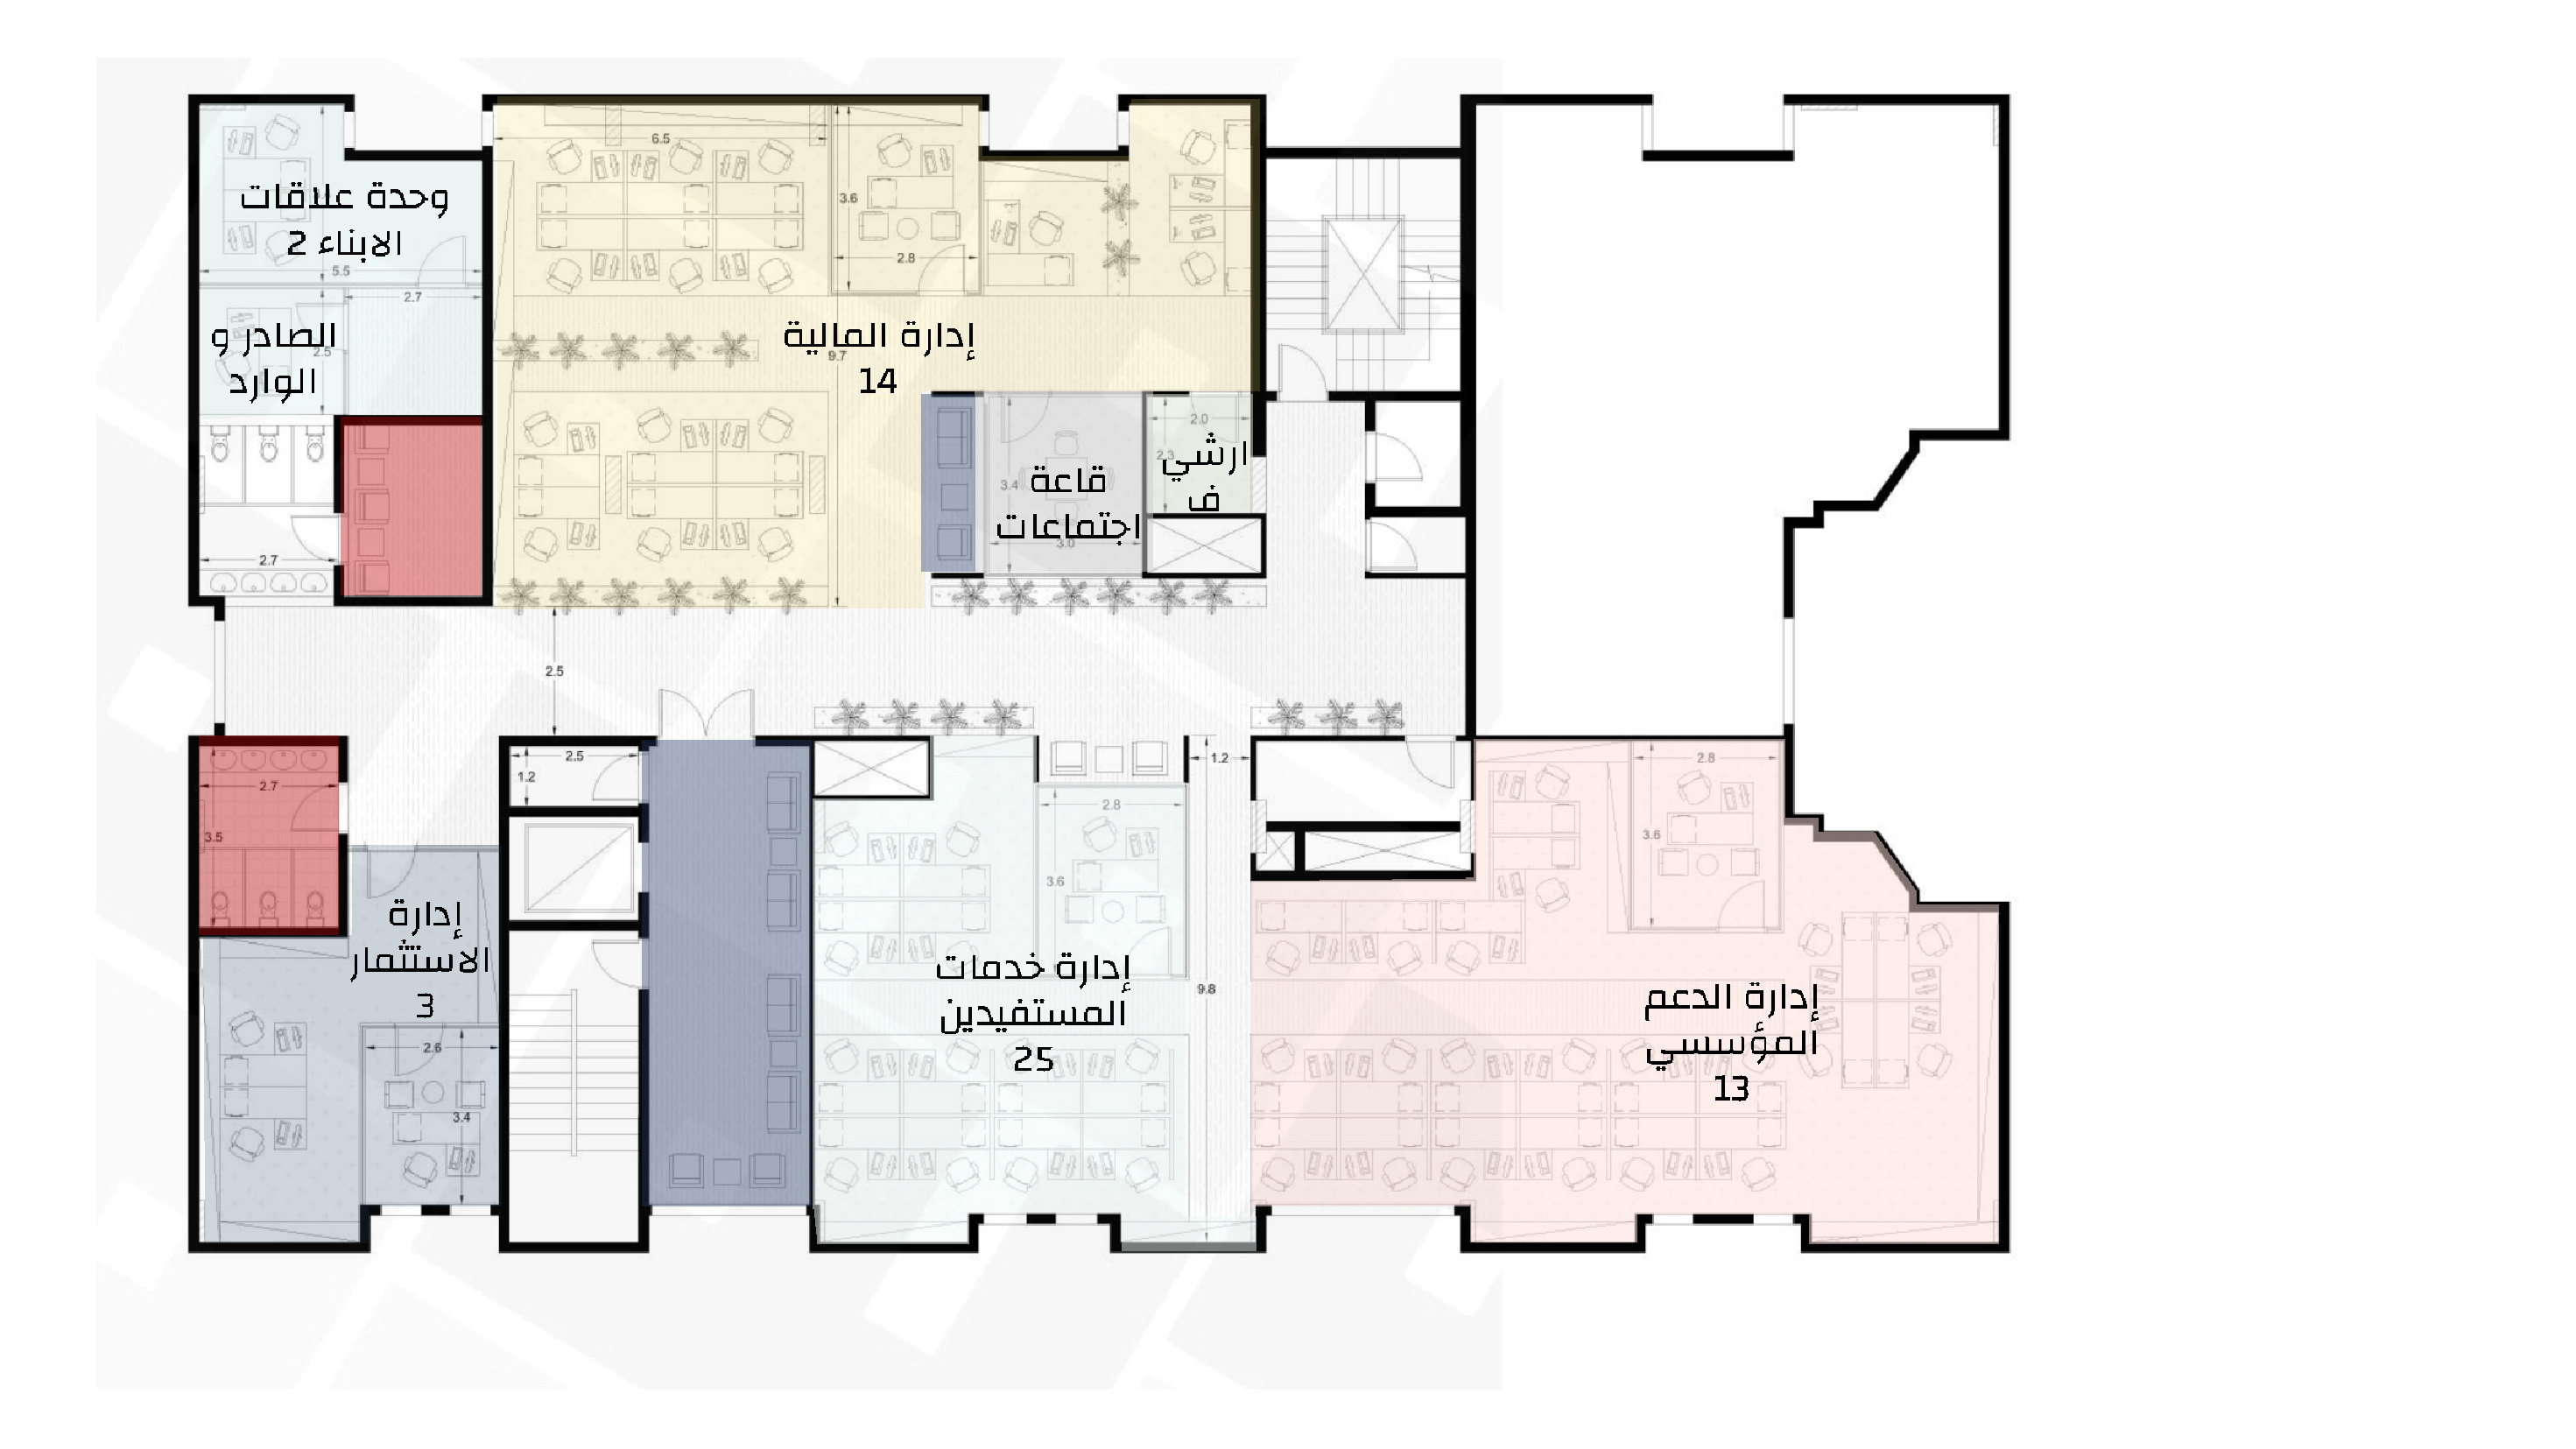 6.5
3.6
وحدة علاقات
الابناء 2
5.5
2.8
2.7
الصادر و
الوارد
2.5
إدارة المالية
14
9.7
2.0
ارشي
ف
2.3
قاعة
اجتماعات
3.4
3.0
2.7
2.5
2.5
1.2
1.2
2.8
2.7
3.5
2.8
3.6
3.6
إدارة
الاستثمار
3
إدارة خدمات
المستفيدين
25
9.8
إدارة الدعم
المؤسسي
13
2.6
3.4